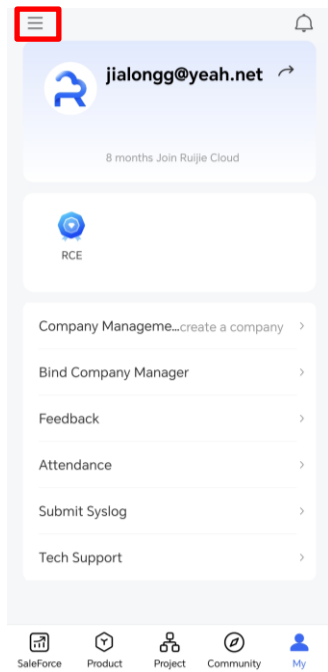 jialongg@yeah.net
8 months Join Ruijie Cloud
RCE
Company Manageme...create a company
Bind Company Manager
Feedback
Attendance
Submit Syslog
Tech Support
SaleForce Product Project Community My